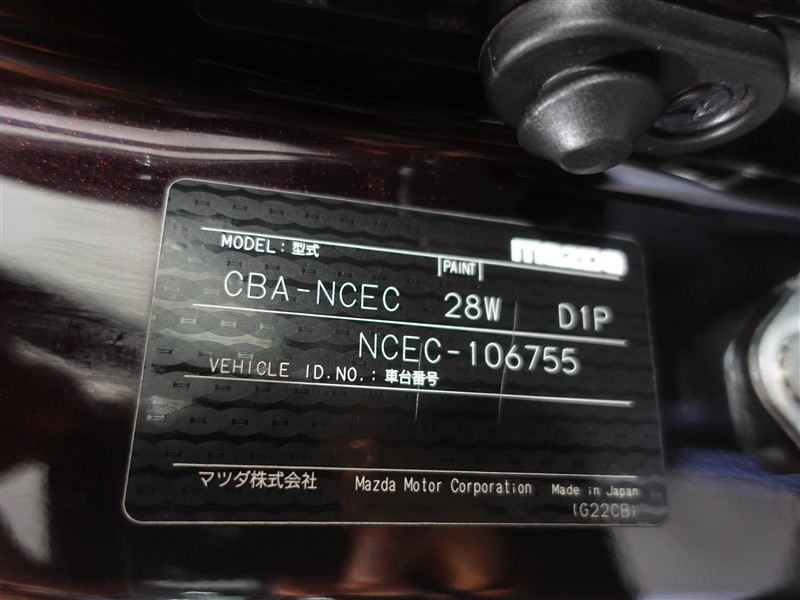 mazda
MODEL：型式
PAINT
CBA-NCEC 28W D1P
NCEC-106755
VEHICLE ID.NO.：車台番号
マツダ株式会社 Mazda Motor Corporation Made in Japan
(G22CB)